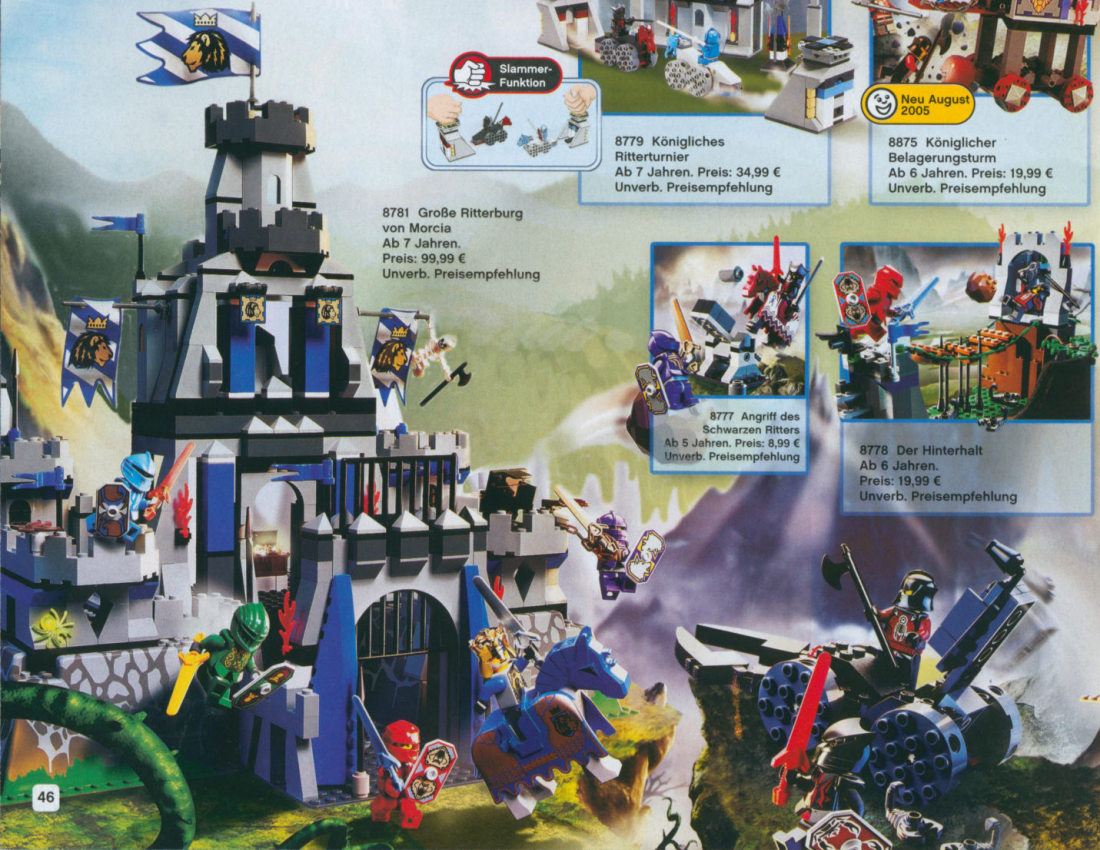 Slammer-
Funktion
8779 Königliches
Ritterturnier
Ab 7 Jahren. Preis: 34,99 €
Unverb. Preisempfehlung
Neu August
2005
8875 Königlicher
Belagerungsturm
Ab 6 Jahren. Preis: 19,99 €
Unverb. Preisempfehlung
8781 Große Ritterburg
von Morcia
Ab 7 Jahren.
Preis: 99,99 €
Unverb. Preisempfehlung
8777 Angriff des
Schwarzen Ritters
Ab 5 Jahren. Preis: 8,99 €
Unverb. Preisempfehlung
8778 Der Hinterhalt
Ab 6 Jahren.
Preis: 19,99 €
Unverb. Preisempfehlung
46